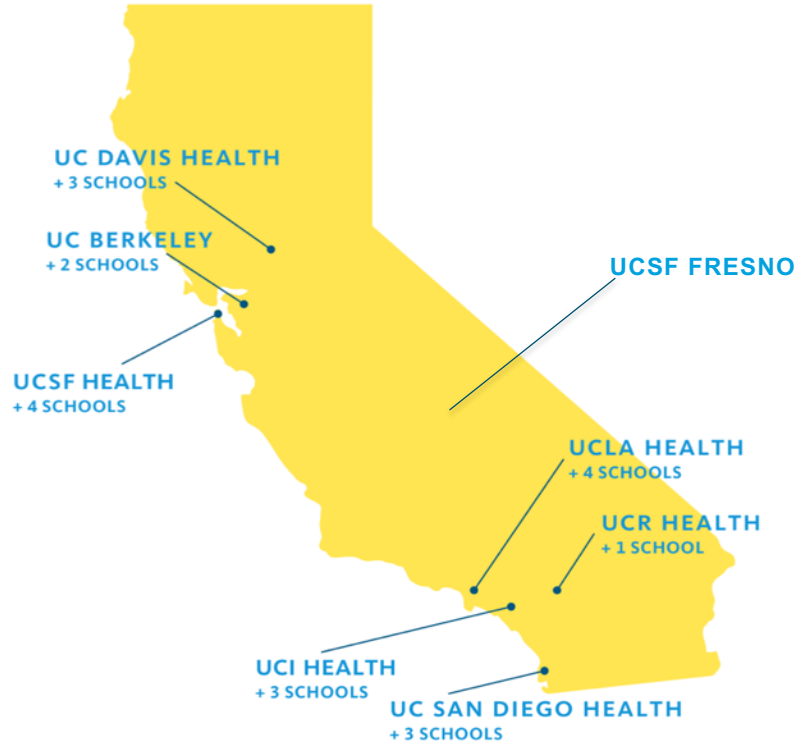 UC DAVIS HEALTH
+ 3 SCHOOLS
UC BERKELEY
+ 2 SCHOOLS
UCSF FRESNO
UCSF HEALTH
+ 4 SCHOOLS
UCLA HEALTH
+ 4 SCHOOLS
UCR HEALTH
+ 1 SCHOOL
UCI HEALTH
+ 3 SCHOOLS
UC SAN DIEGO HEALTH
+ 3 SCHOOLS